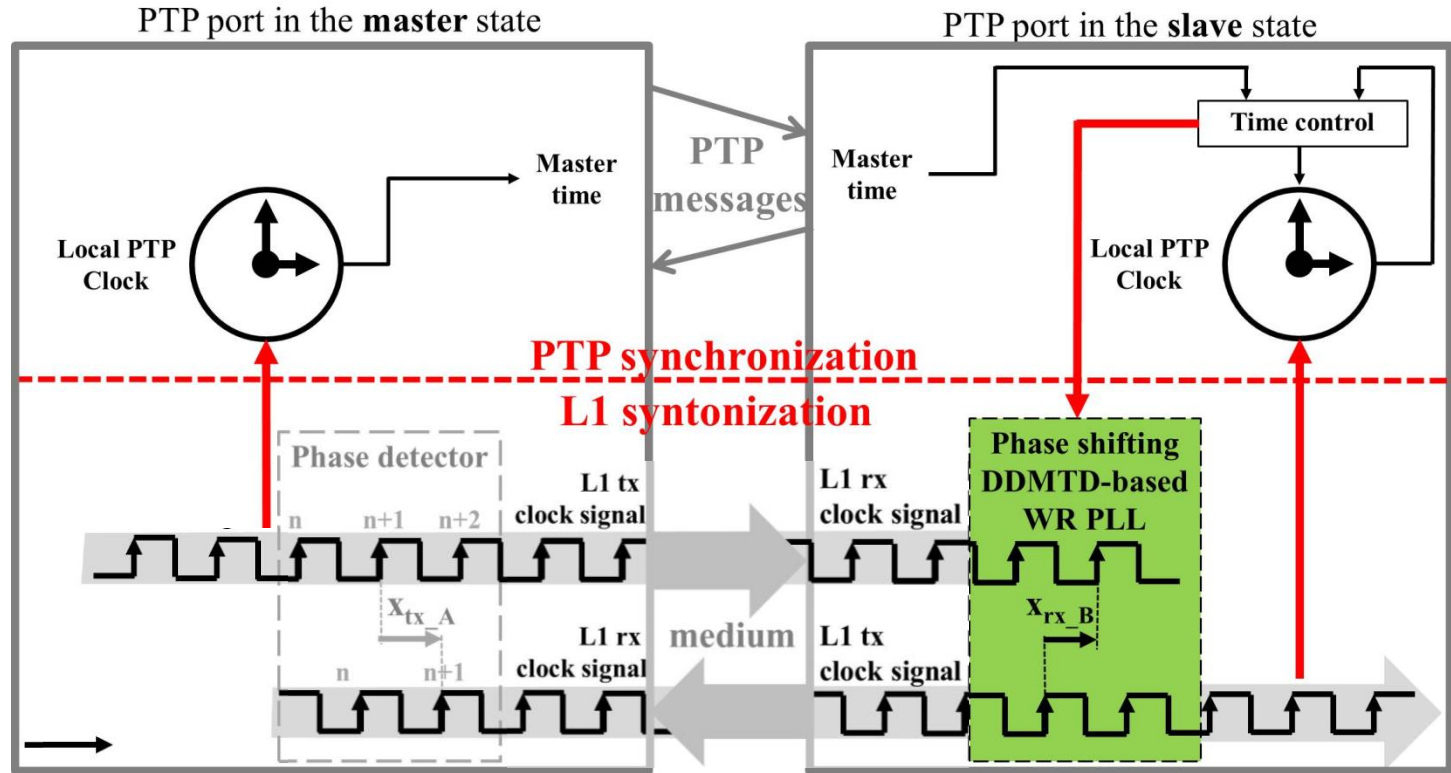 PTP port in the master state
PTP port in the slave state
Time control
Master
time
PTP
messages
Master
time
Local PTP
Clock
Local PTP
Clock
PTP synchronization
L1 syntonization
Phase detector
n
n+1
n+2
L1 tx
clock signal
L1 rx
clock signal
Phase shifting
DDMTD-based
WR PLL
xtx_A
xrx_B
n
n+1
L1 rx
clock signal
medium
L1 tx
clock signal